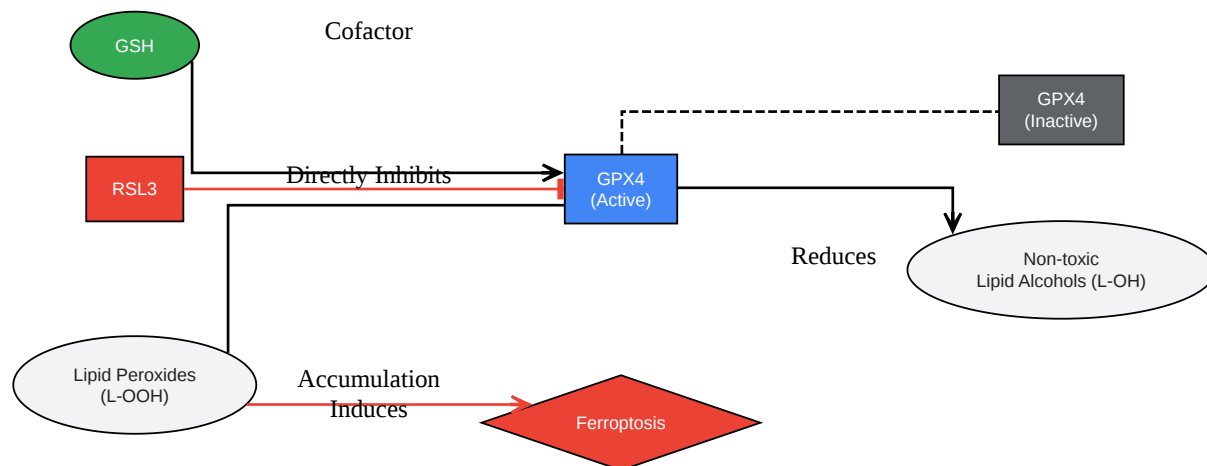 Cofactor
GSH
GPX4
(Inactive)
Directly Inhibits
RSL3
GPX4
(Active)
Reduces
Non-toxic
Lipid Alcohols (L-OH)
Lipid Peroxides
(L-OOH)
Accumulation
Induces
Ferroptosis